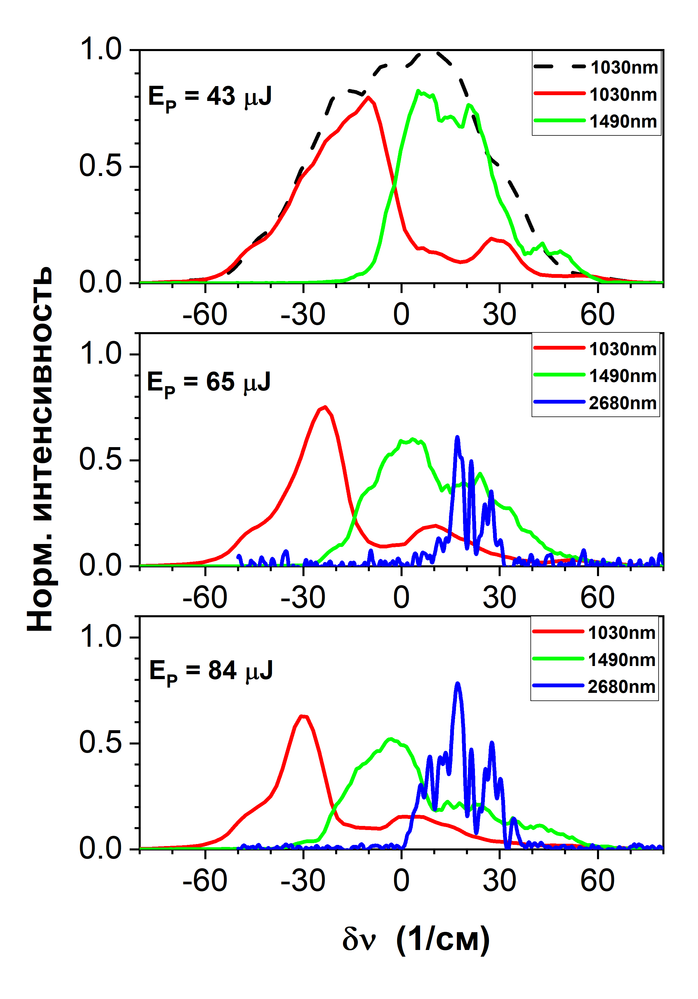 Норм. интенсивность
1.0
0.5
0.0
E_P = 43 μJ
1030nm
1030nm
1490nm
-60 -30 0 30 60
1.0
0.5
0.0
E_P = 65 μJ
1030nm
1490nm
2680nm
-60 -30 0 30 60
1.0
0.5
0.0
E_P = 84 μJ
1030nm
1490nm
2680nm
-60 -30 0 30 60
δν (1/см)